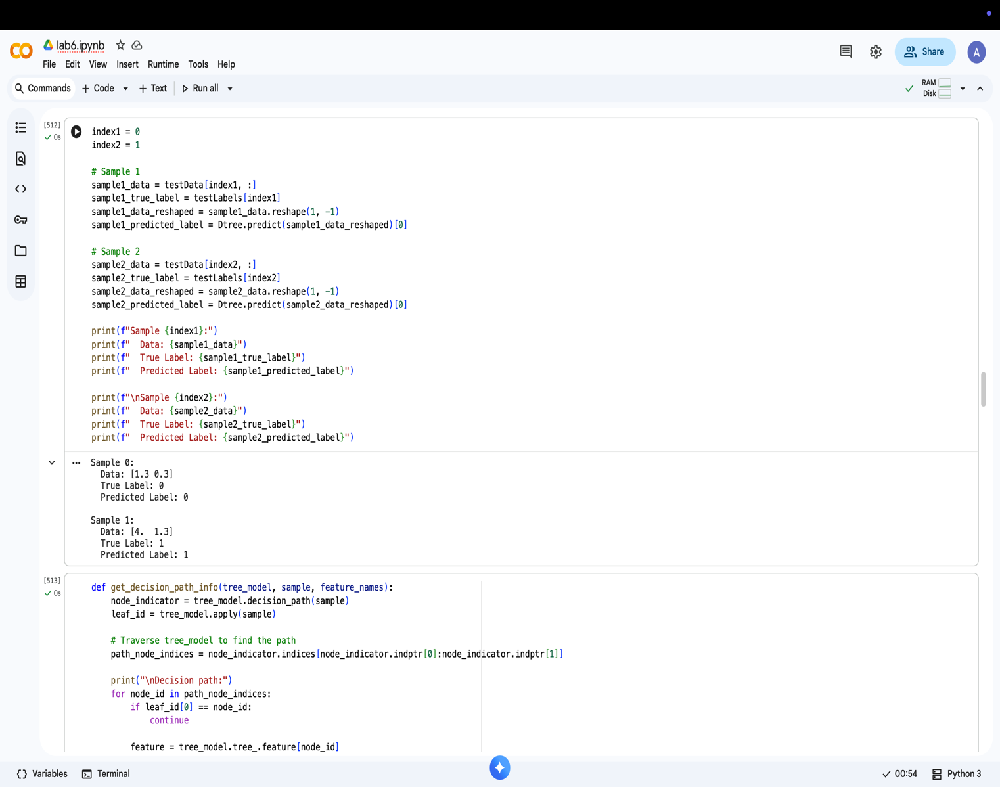 lab6.ipynb
File Edit View Insert Runtime Tools Help
Share
A
Commands + Code + Text Run all
RAM
Disk
[512]
0s
index1 = 0
index2 = 1
# Sample 1
sample1_data = testData[index1, :]
sample1_true_label = testLabels[index1]
sample1_data_reshaped = sample1_data.reshape(1, -1)
sample1_predicted_label = Dtree.predict(sample1_data_reshaped)[0]
# Sample 2
sample2_data = testData[index2, :]
sample2_true_label = testLabels[index2]
sample2_data_reshaped = sample2_data.reshape(1, -1)
sample2_predicted_label = Dtree.predict(sample2_data_reshaped)[0]
print(f"Sample {index1}:")
print(f"  Data: {sample1_data}")
print(f"  True Label: {sample1_true_label}")
print(f"  Predicted Label: {sample1_predicted_label}")
print(f"\nSample {index2}:")
print(f"  Data: {sample2_data}")
print(f"  True Label: {sample2_true_label}")
print(f"  Predicted Label: {sample2_predicted_label}")
Sample 0:
  Data: [1.3 0.3]
  True Label: 0
  Predicted Label: 0
Sample 1:
  Data: [4.  1.3]
  True Label: 1
  Predicted Label: 1
[513]
0s
def get_decision_path_info(tree_model, sample, feature_names):
    node_indicator = tree_model.decision_path(sample)
    leaf_id = tree_model.apply(sample)
    # Traverse tree_model to find the path
    path_node_indices = node_indicator.indices[node_indicator.indptr[0]:node_indicator.indptr[1]]
    print("\nDecision path:")
    for node_id in path_node_indices:
        if leaf_id[0] == node_id:
            continue
        feature = tree_model.tree_.feature[node_id]
{} Variables Terminal
00:54 Python 3